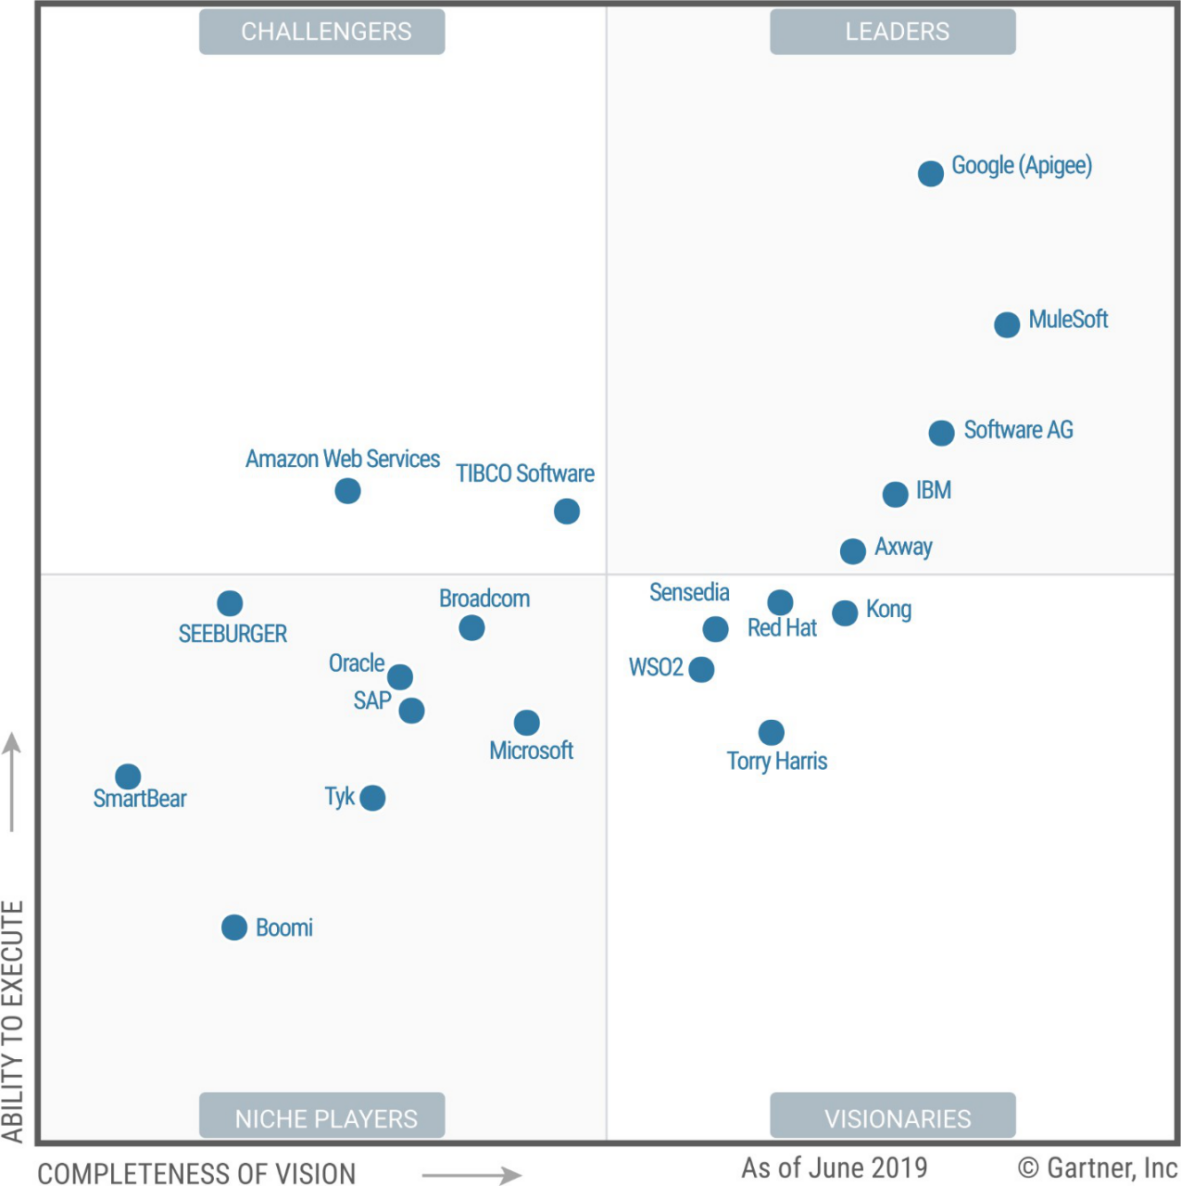 CHALLENGERS
LEADERS
Google (Apigee)
MuleSoft
Software AG
Amazon Web Services
TIBCO Software
IBM
Axway
Sensedia
Broadcom
Kong
SEEBURGER
Red Hat
Oracle
WSO2
SAP
Microsoft
Torry Harris
SmartBear
Tyk
Boomi
ABILITY TO EXECUTE
NICHE PLAYERS
VISIONARIES
COMPLETENESS OF VISION
As of June 2019
© Gartner, Inc